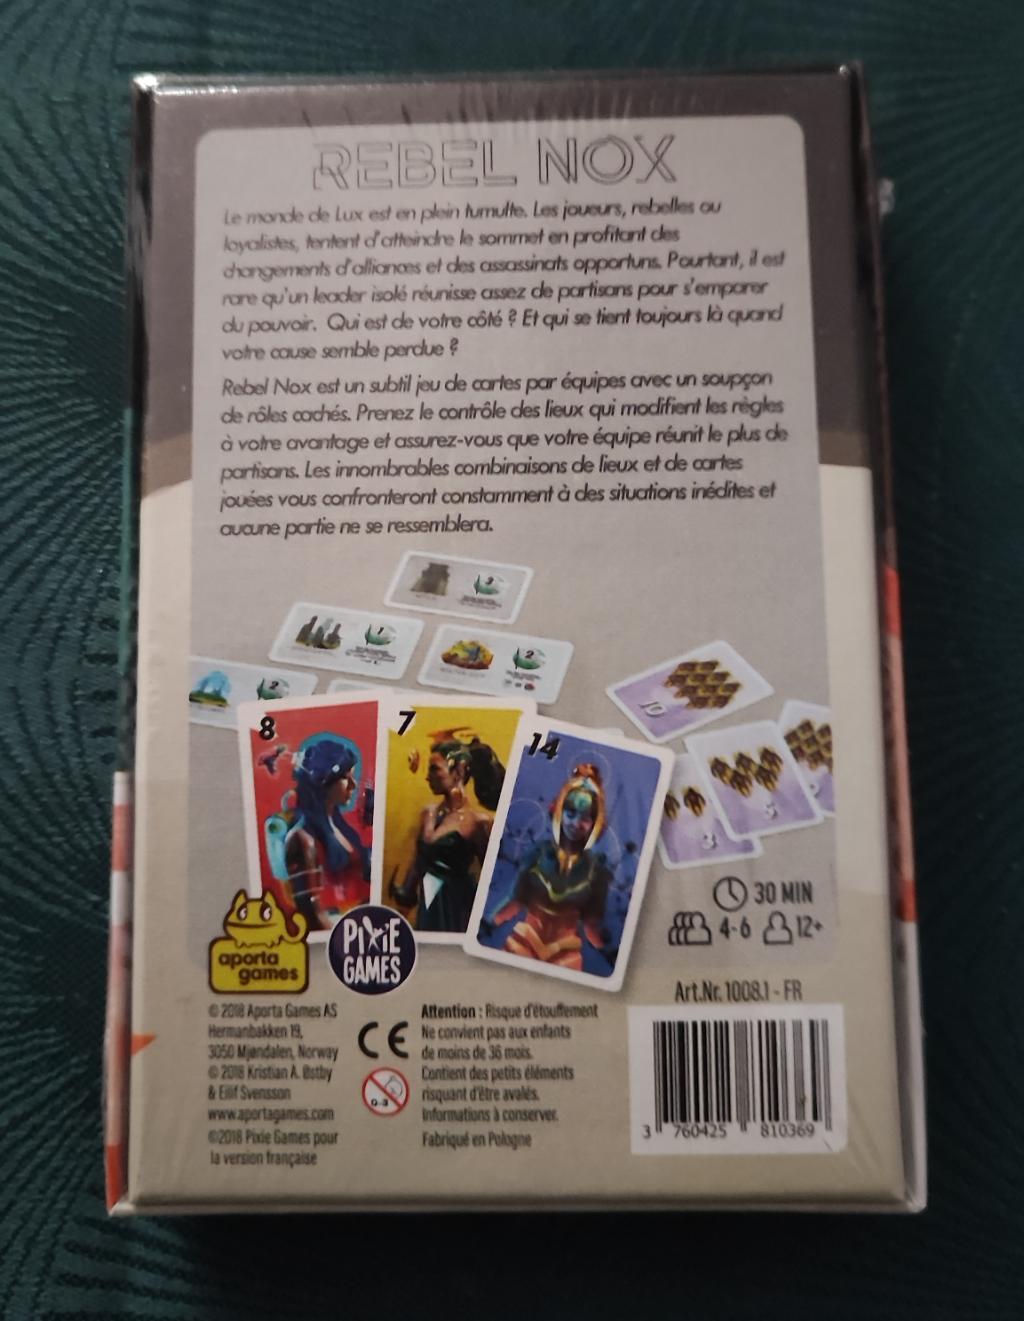 REBEL NOX
Le monde de Lux est en plein tumulte. Les joueurs, rebelles ou
loyalistes, tentent d'atteindre le sommet en profitant des
changements d'alliances et des assassinats opportuns. Pourtant, il est
rare qu'un leader isolé réunisse assez de partisans pour s'emparer
du pouvoir. Qui est de votre côté ? Et qui se tient toujours là quand
votre cause semble perdue ?
Rebel Nox est un subtil jeu de cartes par équipes avec un soupçon
de rôles cachés. Prenez le contrôle des lieux qui modifient les règles
à votre avantage et assurez-vous que votre équipe réunit le plus de
partisans. Les innombrables combinaisons de lieux et de cartes
jouées vous confronteront constamment à des situations inédites et
aucune partie ne se ressemblera.
1
2
2
10
8
7
14
3
5
30 MIN
4-6 12+
aporta
games
PIXIE
GAMES
Art.Nr. 1008.1 - FR
© 2018 Aporta Games AS
Hermanbakken 19,
3050 Mjøndalen, Norway
© 2018 Kristian A. Østby
& Eilif Svensson
www.aportagames.com
©2018 Pixie Games pour
la version française
CE
0-3
Attention : Risque d'étouffement
Ne convient pas aux enfants
de moins de 36 mois.
Contient des petits éléments
risquant d'être avalés.
Informations à conserver.
Fabriqué en Pologne
3 760425 810369